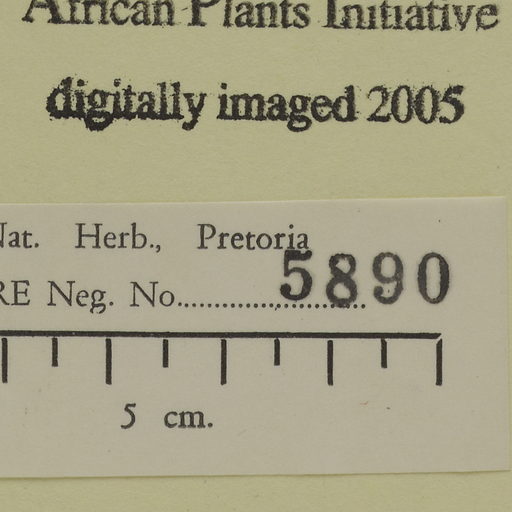 African Plants Initiative
digitally imaged 2005
Nat. Herb., Pretoria
RE Neg. No. 5890
5 cm.